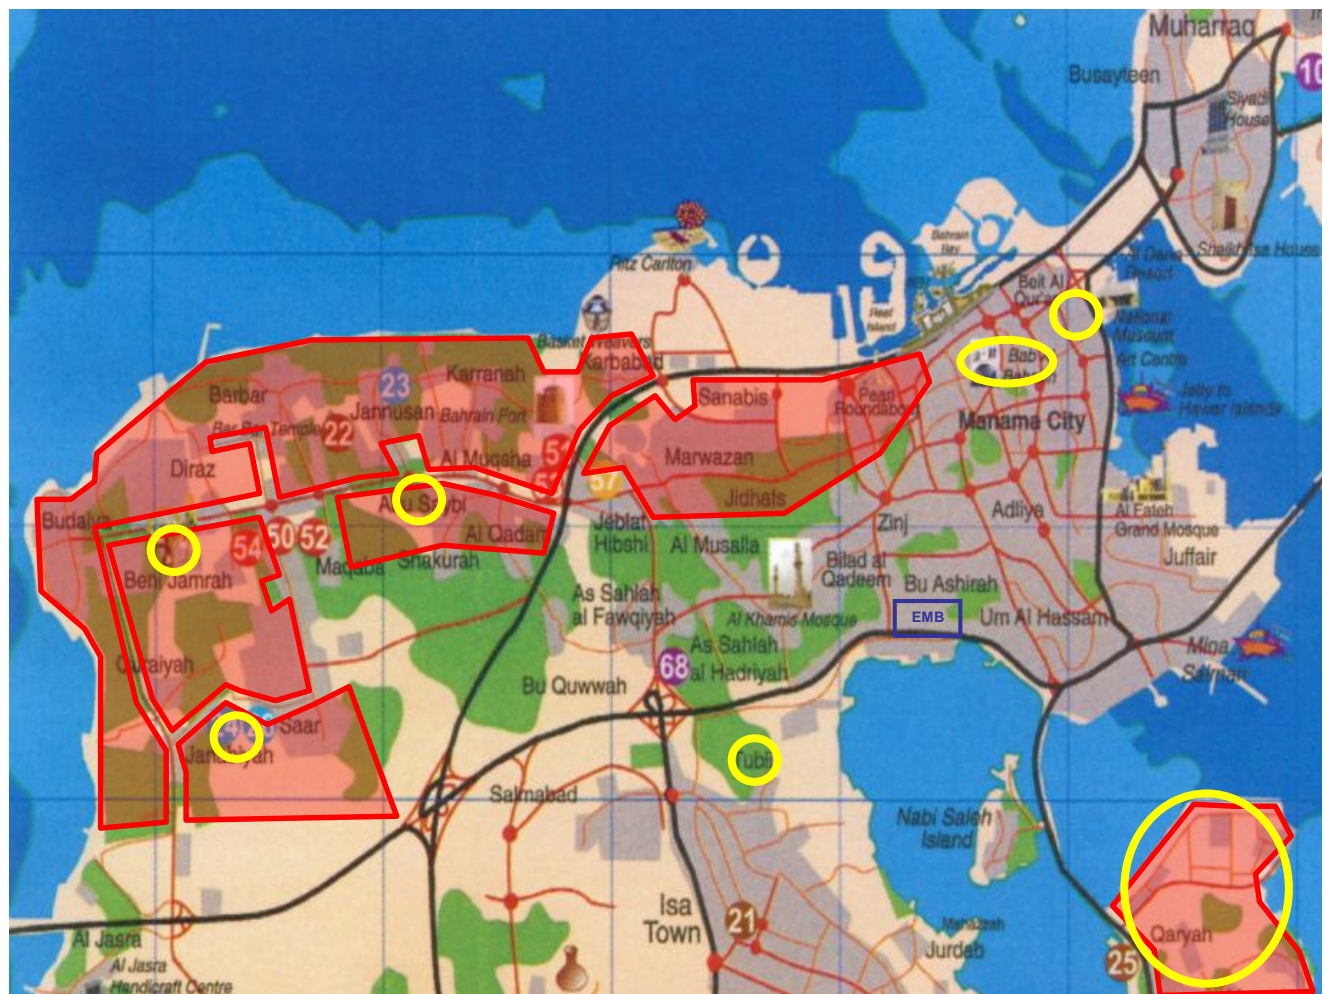 Muharraq
Busayteen
10
Siyadi
House
Sheikh Isa House
Bahrain
Bay
Al Dana
Resort
Ritz Carlton
Beit Al
Qur'an
Reef
Island
National
Museum
Basket Weavers
Karbabad
Bab
Art Centre
Karranah
Jetty to
Hawar Islands
Barbar
23
Jannusan
Bahrain Fort
Sanabis
Pearl
Roundabout
Manama City
22
Al Muqsha
Diraz
Marwazan
57
Jidhafs
Budaiya
Al Qadam
Jeblat
Hibshi
Zinj
Adliya
Al Fateh
Grand Mosque
54
50
52
Al Musalla
Juffair
Maqaba
Shakurah
Bilad al
Qadeem
Beni Jamrah
Bu Ashirah
As Sahlah
al Fawqiyah
Al Khamis Mosque
EMB
Um Al Hassam
Quraiyah
As Sahlah
al Hadriyah
68
Mina
Salman
Bu Quwwah
Saar
Janabiyah
Tubli
Salmabad
Nabi Saleh
Island
Isa
Town
21
Jurdab
Qaryah
25
Al Jasra
Al Jasra
Handicraft Centre